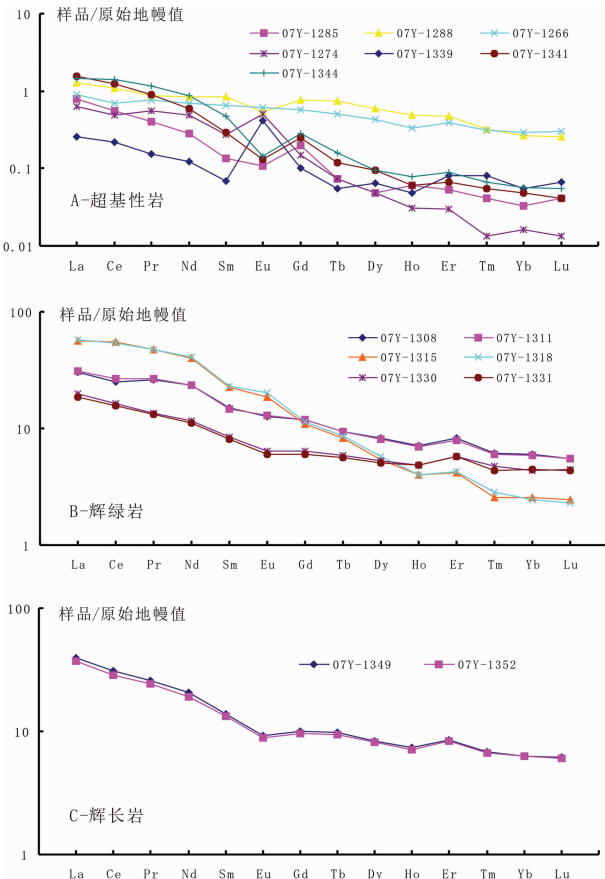 样品/原始地幔值
07Y-1285 07Y-1288 07Y-1266
07Y-1274 07Y-1339 07Y-1341
07Y-1344
10
1
0.1
0.01
A-超基性岩
La Ce Pr Nd Sm Eu Gd Tb Dy Ho Er Tm Yb Lu
样品/原始地幔值
07Y-1308 07Y-1311
07Y-1315 07Y-1318
07Y-1330 07Y-1331
100
10
1
B-辉绿岩
La Ce Pr Nd Sm Eu Gd Tb Dy Ho Er Tm Yb Lu
样品/原始地幔值
07Y-1349 07Y-1352
100
10
1
C-辉长岩
La Ce Pr Nd Sm Eu Gd Tb Dy Ho Er Tm Yb Lu